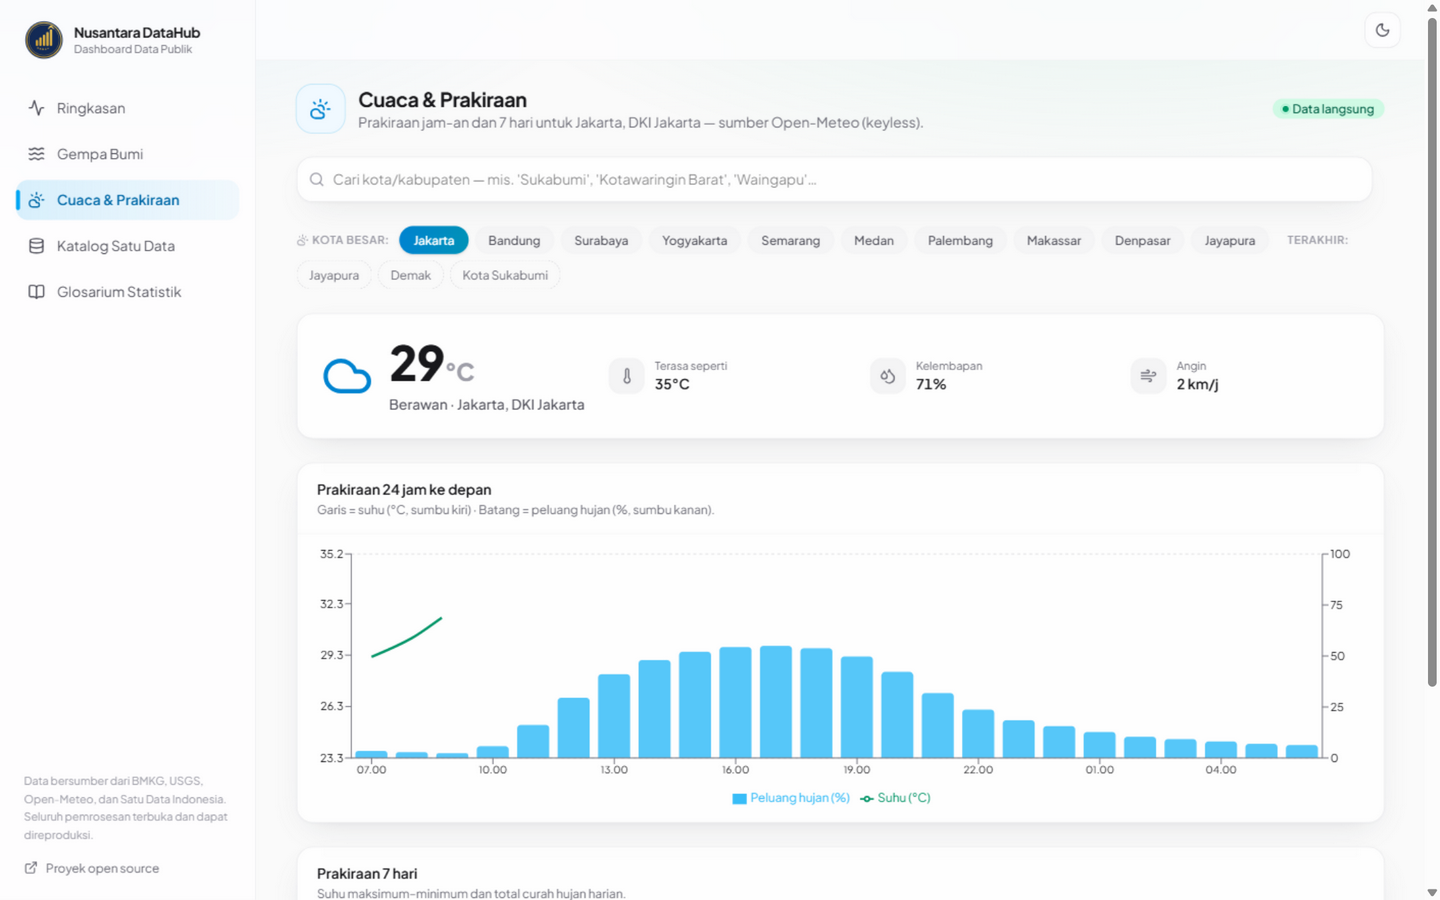 Nusantara DataHub
Dashboard Data Publik
Ringkasan
Gempa Bumi
Cuaca & Prakiraan
Katalog Satu Data
Glosarium Statistik
Data bersumber dari BMKG, USGS,
Open-Meteo, dan Satu Data Indonesia.
Seluruh pemrosesan terbuka dan dapat
direproduksi.
Proyek open source
Cuaca & Prakiraan
Prakiraan jam-an dan 7 hari untuk Jakarta, DKI Jakarta — sumber Open-Meteo (keyless).
Data langsung
Cari kota/kabupaten — mis. 'Sukabumi', 'Kotawaringin Barat', 'Waingapu'...
KOTA BESAR: Jakarta Bandung Surabaya Yogyakarta Semarang Medan Palembang Makassar Denpasar Jayapura TERAKHIR:
Jayapura Demak Kota Sukabumi
29°C
Berawan · Jakarta, DKI Jakarta
Terasa seperti
35°C
Kelembapan
71%
Angin
2 km/j
Prakiraan 24 jam ke depan
Garis = suhu (°C, sumbu kiri) · Batang = peluang hujan (%, sumbu kanan).
35.2 100
32.3 75
29.3 50
26.3 25
23.3 0
07.00 10.00 13.00 16.00 19.00 22.00 01.00 04.00
Peluang hujan (%) Suhu (°C)
Prakiraan 7 hari
Suhu maksimum-minimum dan total curah hujan harian.